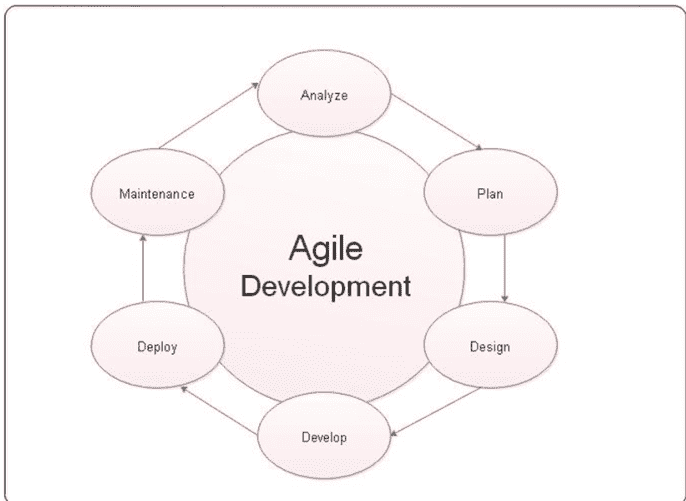 Analyze
Maintenance
Plan
Agile
Development
Deploy
Design
Develop